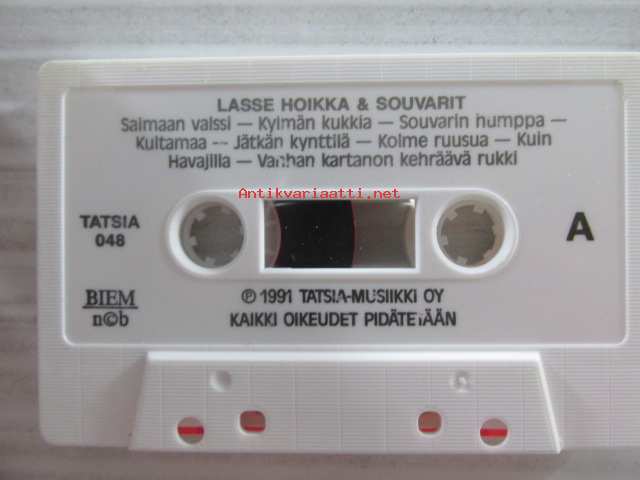 LASSE HOIKKA & SOUVARIT
Saimaan valssi — Kylmän kukkia — Souvarin humppa —
Kultamaa — Jätkän kynttilä — Kolme ruusua — Kuin
Havajilla — Vanhan kartanon kehräävä rukki
Antikvariaatti.net
TATSIA
048
A
BIEM
n©b
℗ 1991 TATSIA-MUSIIKKI OY
KAIKKI OIKEUDET PIDÄTETÄÄN